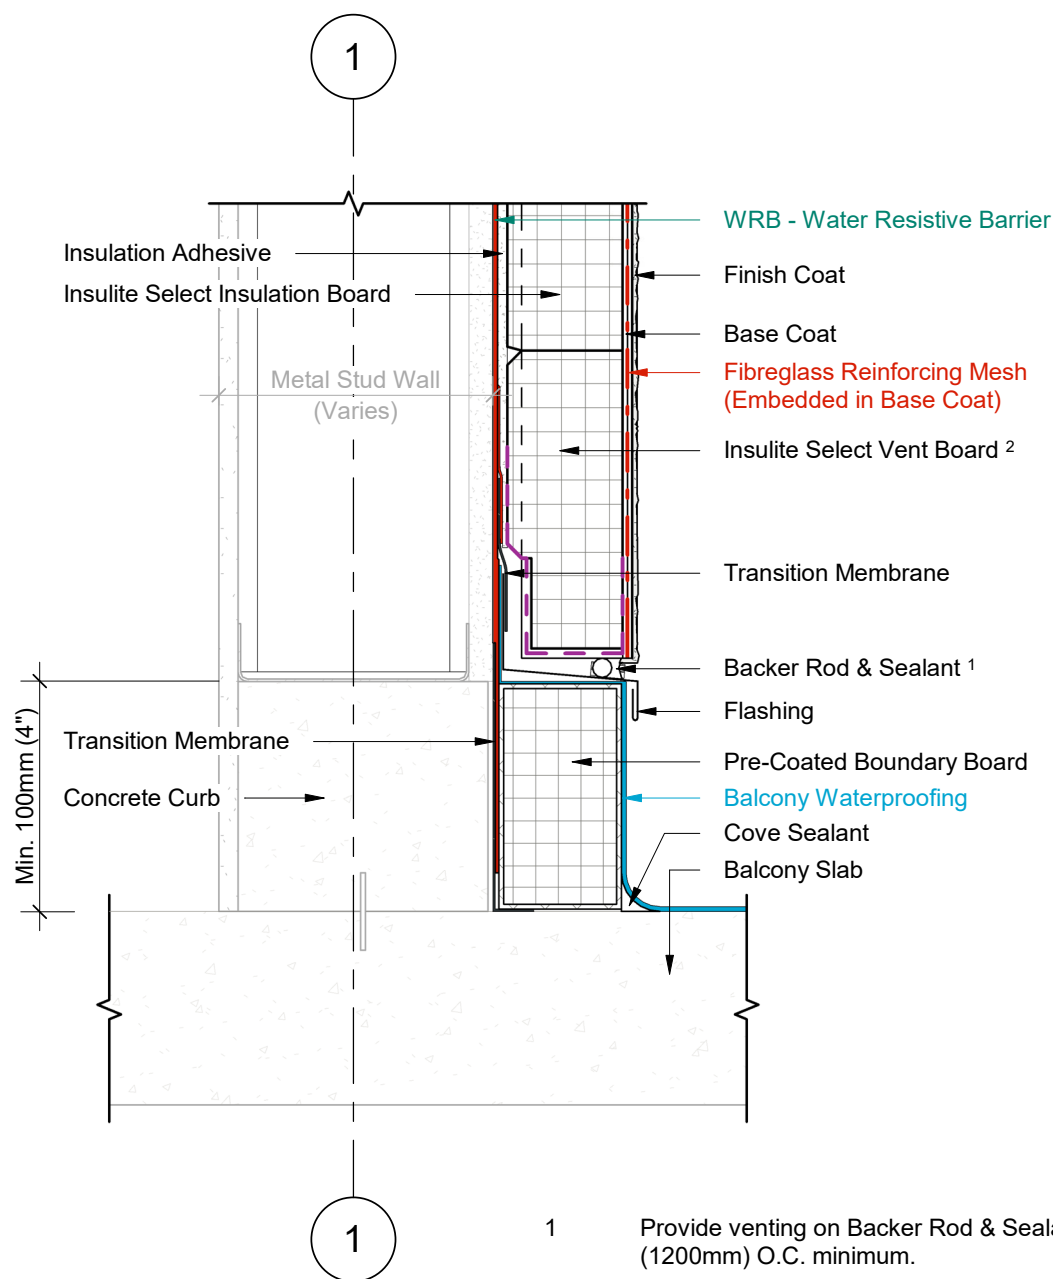 1
WRB - Water Resistive Barrier
Insulation Adhesive
Finish Coat
Insulite Select Insulation Board
Base Coat
Metal Stud Wall
(Varies)
Fibreglass Reinforcing Mesh
(Embedded in Base Coat)
Insulite Select Vent Board 2
Transition Membrane
Backer Rod & Sealant 1
Flashing
Min. 100mm (4")
Transition Membrane
Pre-Coated Boundary Board
Concrete Curb
Balcony Waterproofing
Cove Sealant
Balcony Slab
1
1 Provide venting on Backer Rod &
(1200mm) O.C. minimum.